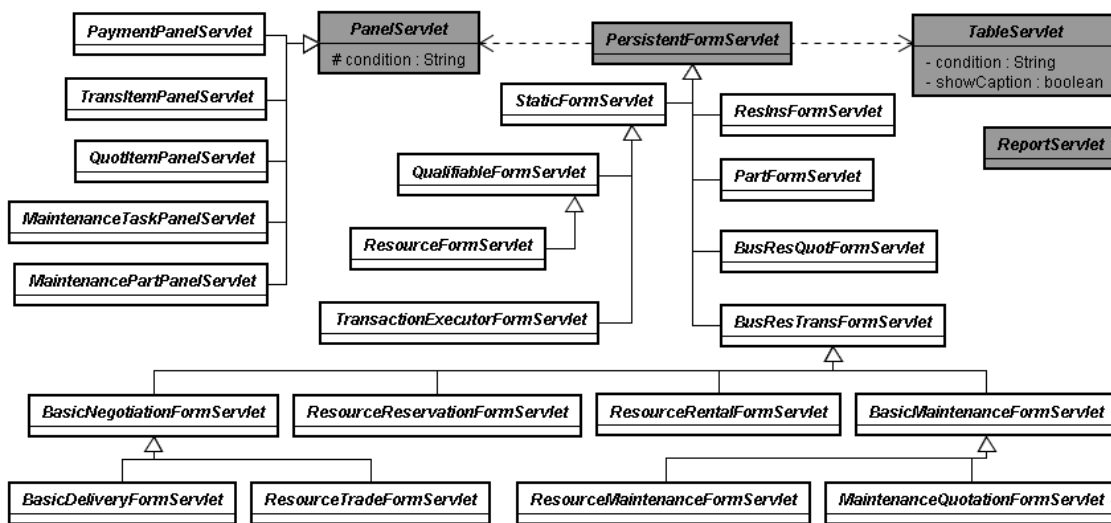 PaymentPanelServlet
PanelServlet
# condition : String
PersistentFormServlet
TableServlet
- condition : String
- showCaption : boolean
TransItemPanelServlet
StaticFormServlet
ResInsFormServlet
ReportServlet
QuotItemPanelServlet
QualifiableFormServlet
PartFormServlet
MaintenanceTaskPanelServlet
ResourceFormServlet
BusResQuotFormServlet
MaintenancePartPanelServlet
TransactionExecutorFormServlet
BusResTransFormServlet
BasicNegotiationFormServlet
ResourceReservationFormServlet
ResourceRentalFormServlet
BasicMaintenanceFormServlet
BasicDeliveryFormServlet
ResourceTradeFormServlet
ResourceMaintenanceFormServlet
MaintenanceQuotationFormServlet